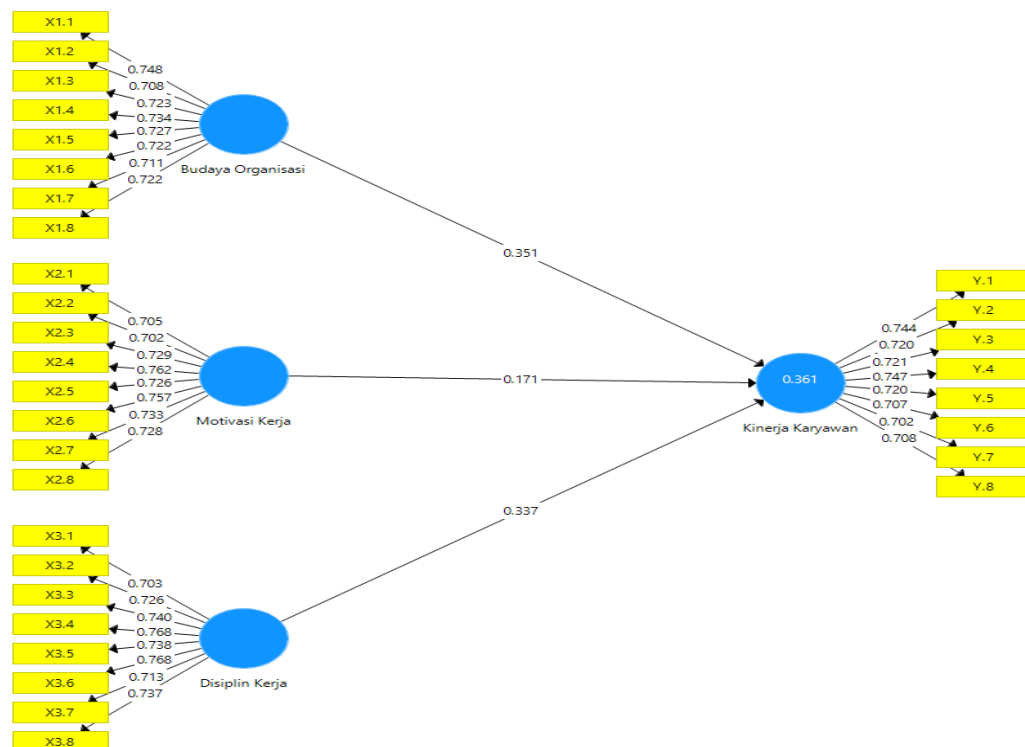 X1.1
X1.2
X1.3
X1.4
X1.5
X1.6
X1.7
X1.8
0.748
0.708
0.723
0.734
0.727
0.722
0.711
0.722
Budaya Organisasi
0.351
X2.1
X2.2
X2.3
X2.4
X2.5
X2.6
X2.7
X2.8
0.705
0.702
0.729
0.762
0.726
0.757
0.733
0.728
Motivasi Kerja
0.171
X3.1
X3.2
X3.3
X3.4
X3.5
X3.6
X3.7
X3.8
0.703
0.726
0.740
0.768
0.738
0.768
0.713
0.737
Disiplin Kerja
0.337
0.361
Kinerja Karyawan
0.744
0.720
0.721
0.747
0.720
0.707
0.702
0.708
Y.1
Y.2
Y.3
Y.4
Y.5
Y.6
Y.7
Y.8